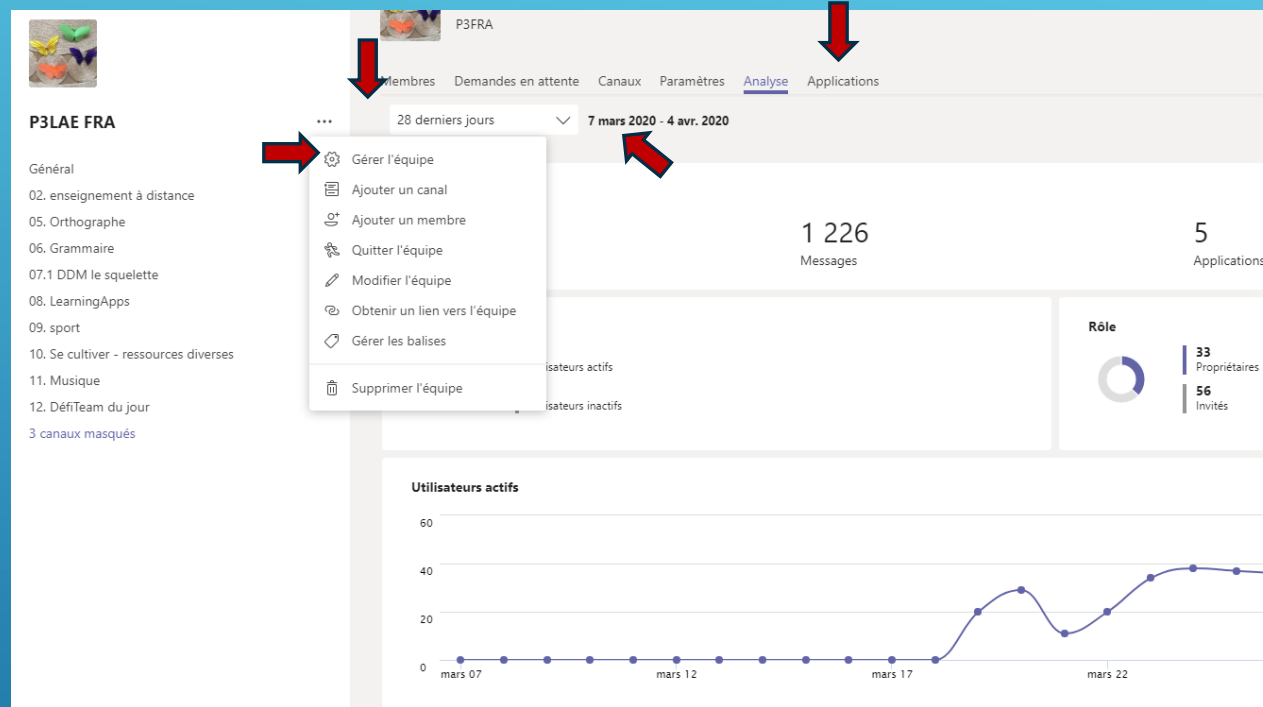 P3LAE FRA
...
Général
02. enseignement à distance
05. Orthographe
06. Grammaire
07.1 DDM le squelette
08. LearningApps
09. sport
10. Se cultiver - ressources diverses
11. Musique
12. DéfiTeam du jour
3 canaux masqués
Gérer l'équipe
Ajouter un canal
Ajouter un membre
Quitter l'équipe
Modifier l'équipe
Obtenir un lien vers l'équipe
Gérer les balises
Supprimer l'équipe
P3FRA
Membres Demandes en attente Canaux Paramètres Analyse Applications
28 derniers jours 7 mars 2020 - 4 avr. 2020
1 226
Messages
5
Applications
isateurs actifs
isateurs inactifs
Rôle
33
Propriétaires
56
Invités
Utilisateurs actifs
60
40
20
0
mars 07 mars 12 mars 17 mars 22